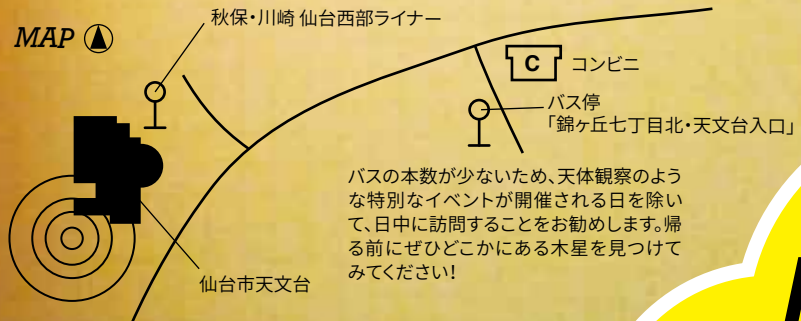 MAP
秋保・川崎 仙台西部ライナー
C コンビニ
バス停
「錦ヶ丘七丁目北・天文台入口」
バスの本数が少ないため、天体観察のよう
な特別なイベントが開催される日を除い
て、日中に訪問することをお勧めします。帰
る前にぜひどこかにある木星を見つけて
みてください!
仙台市天文台